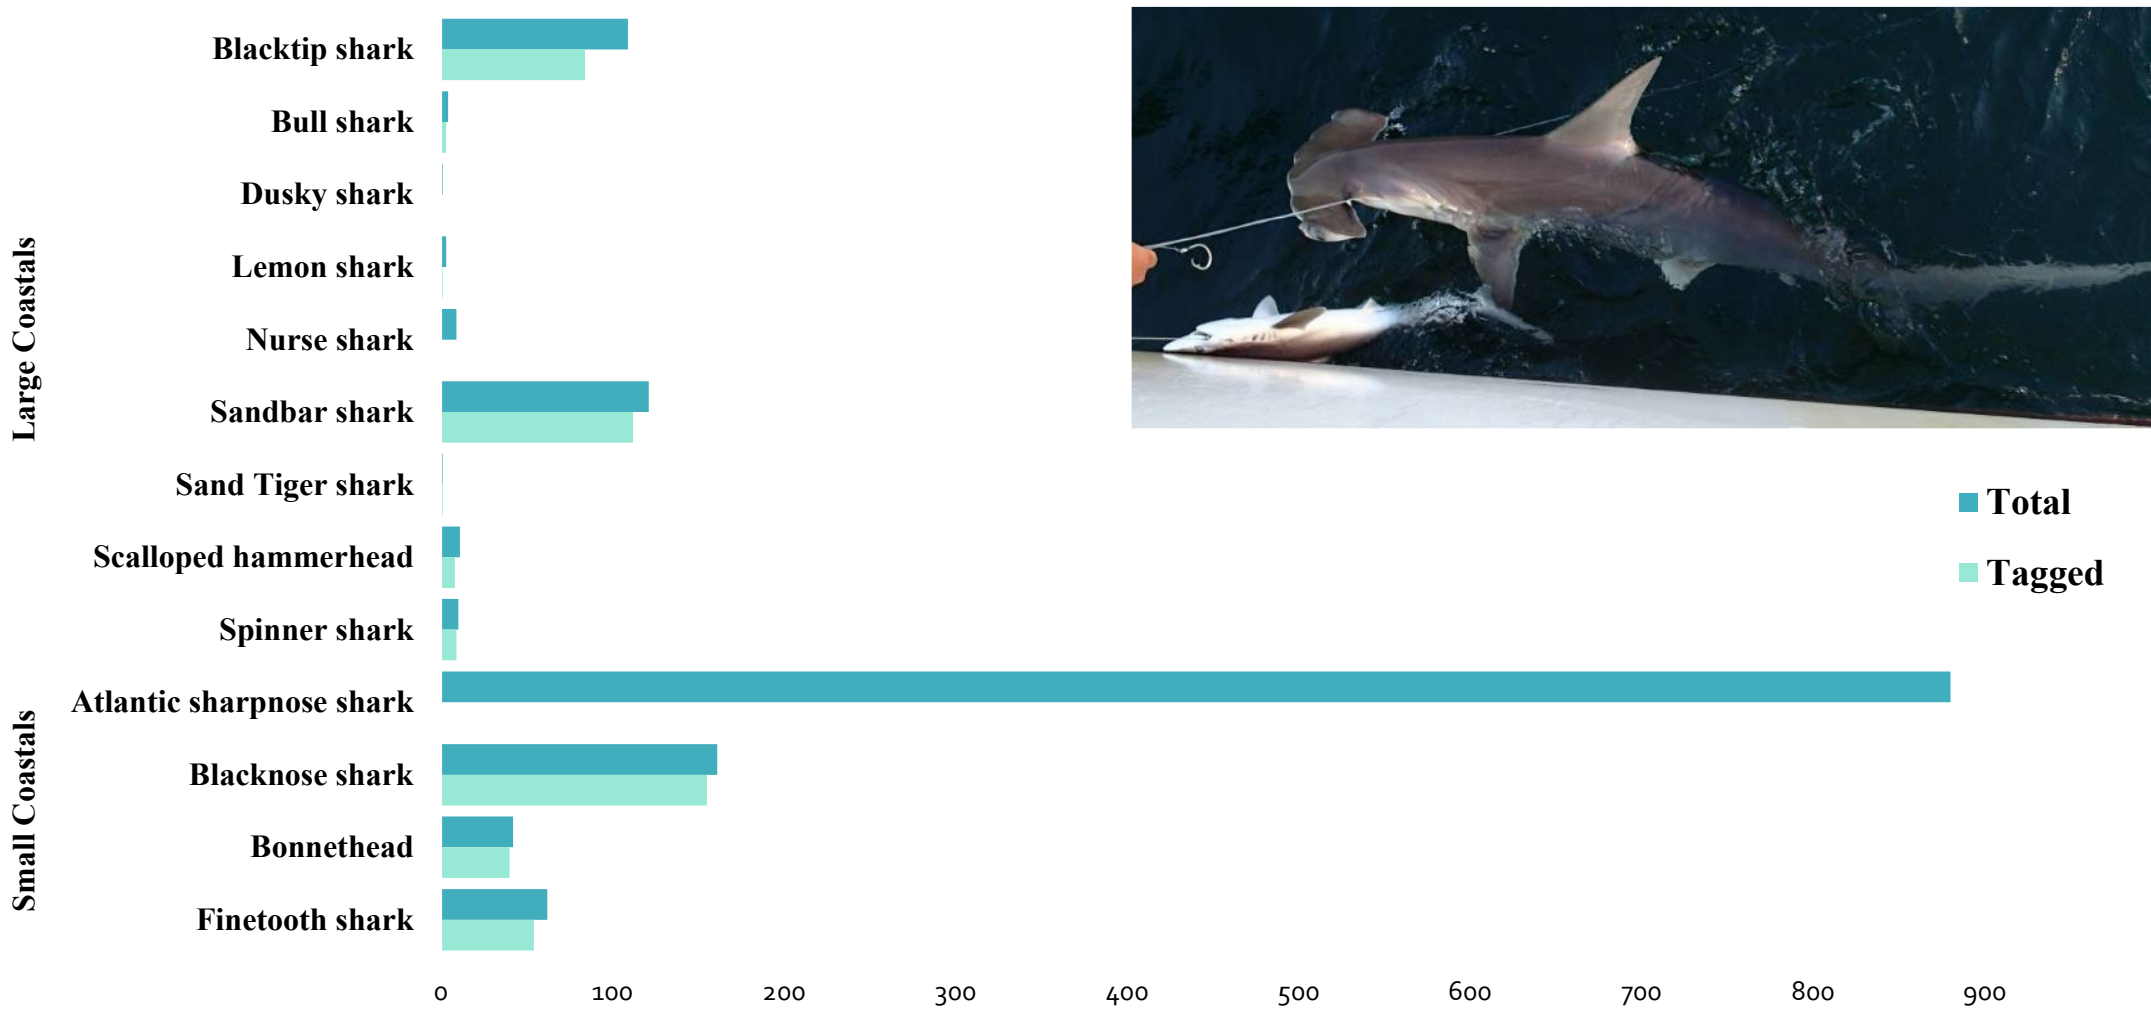 Large Coastals
Blacktip shark
Bull shark
Dusky shark
Lemon shark
Nurse shark
Sandbar shark
Sand Tiger shark
Scalloped hammerhead
Spinner shark
Small Coastals
Atlantic sharpnose shark
Blacknose shark
Bonnethead
Finetooth shark
0 100 200 300 400 500 600 700 800 900
Total
Tagged